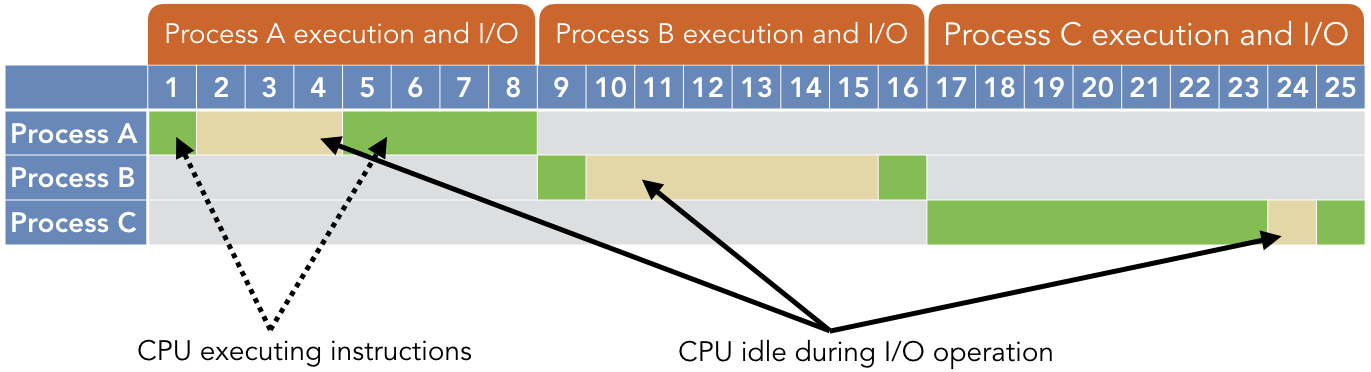 Process A execution and I/O Process B execution and I/O Process C execution and I/O
1 2 3 4 5 6 7 8 9 10 11 12 13 14 15 16 17 18 19 20 21 22 23 24 25
Process A
Process B
Process C
CPU executing instructions CPU idle during I/O operation